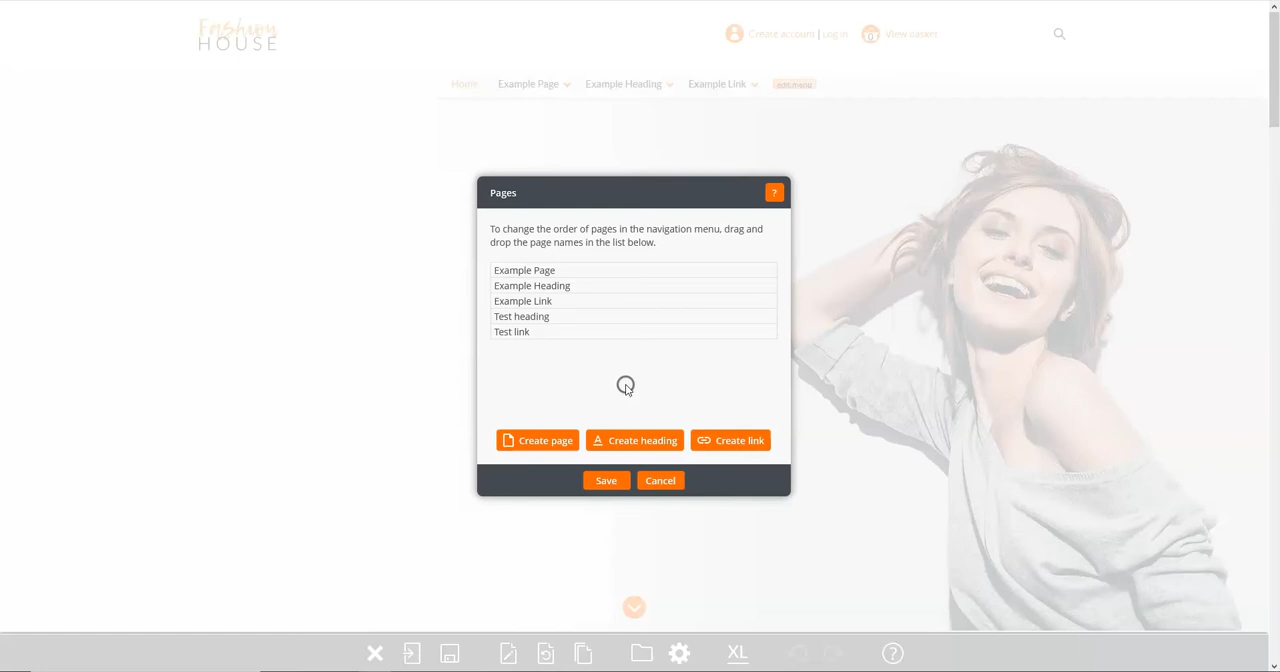 Fashion
HOUSE
Create account | Log in
0
View basket
Home
Example Page
Example Heading
Example Link
edit menu
Pages
?
To change the order of pages in the navigation menu, drag and
drop the page names in the list below.
Example Page
Example Heading
Example Link
Test heading
Test link
Create page
A Create heading
Create link
Save
Cancel
XL
?